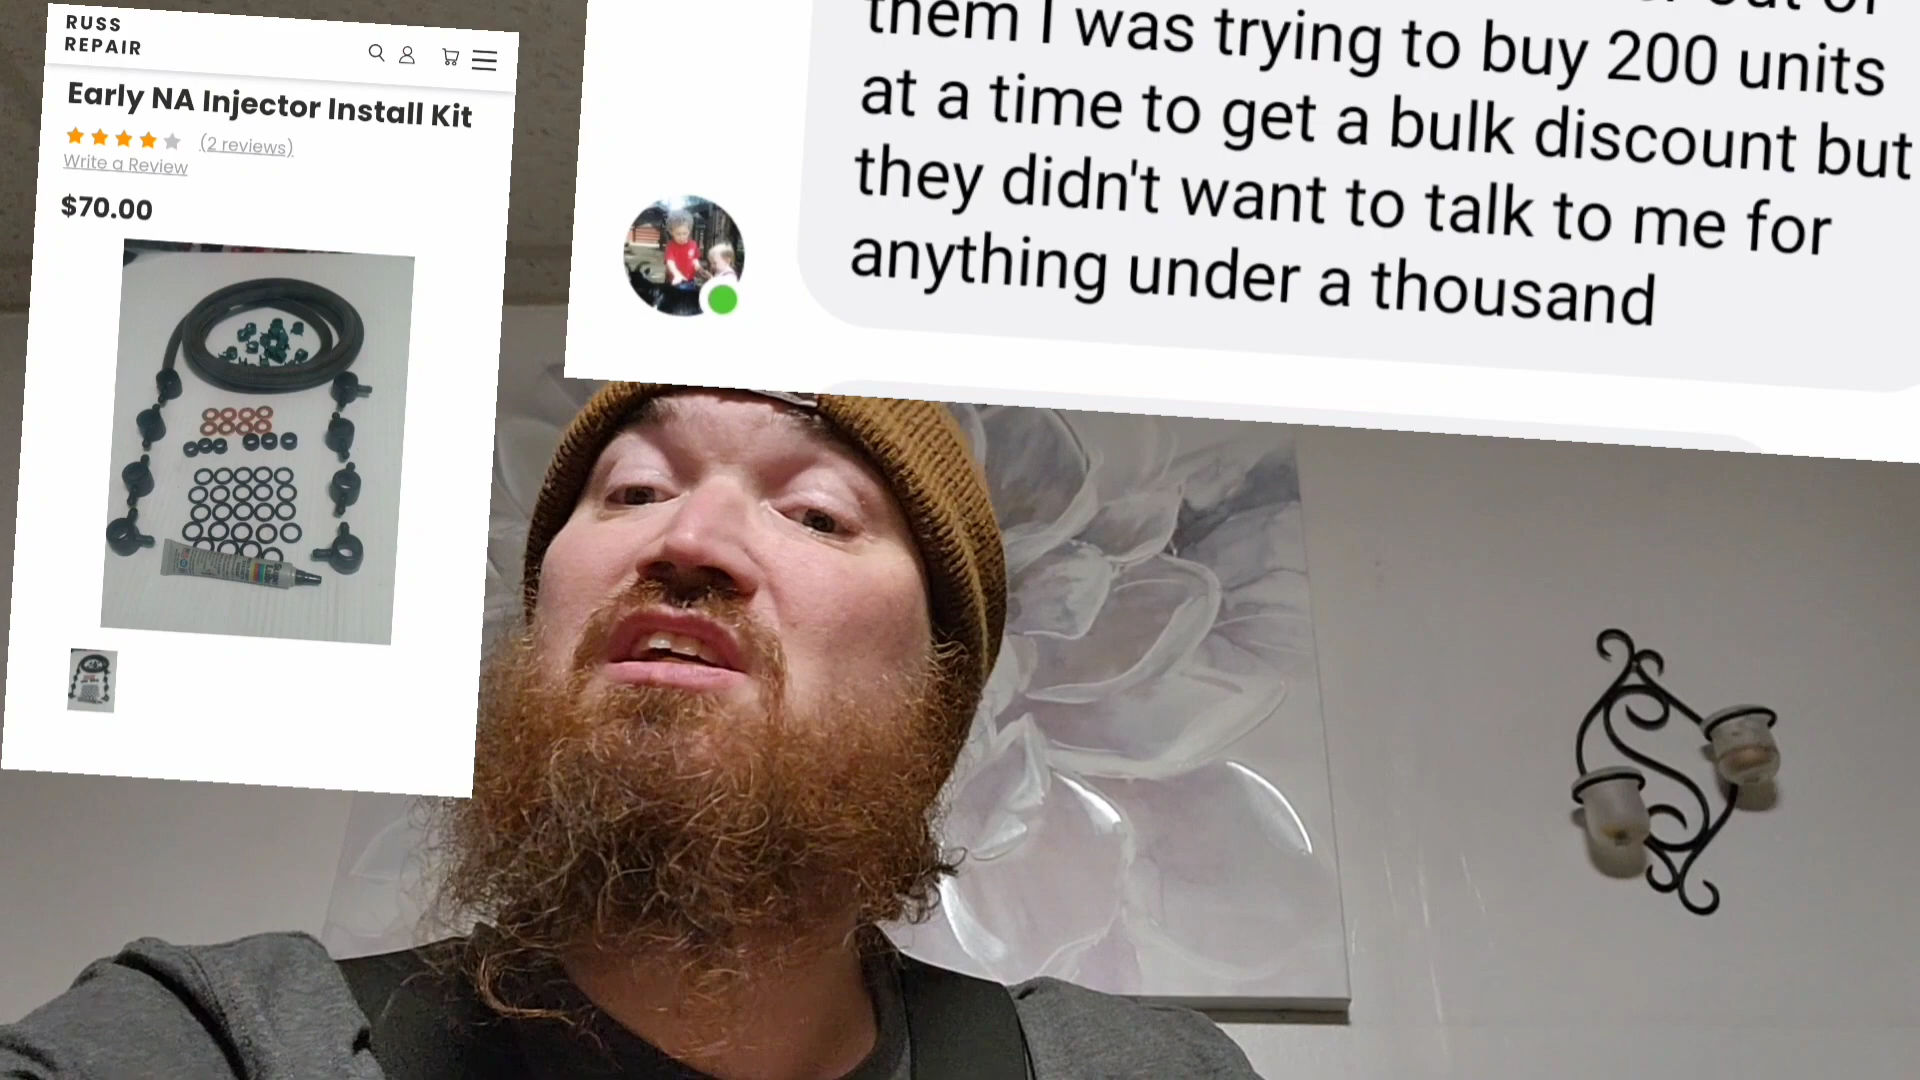 RUSS
REPAIR
Early NA Injector Install Kit
(2 reviews)
Write a Review
$70.00
out of
them I was trying to buy 200 units
at a time to get a bulk discount but
they didn't want to talk to me for
anything under a thousand